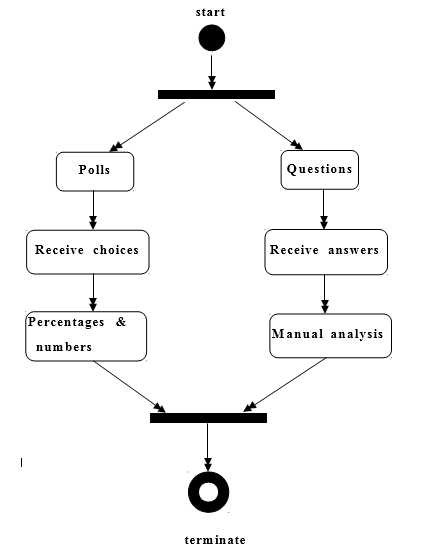 start
Polls
Questions
Receive choices
Receive answers
Percentages &
numbers
Manual analysis
terminate